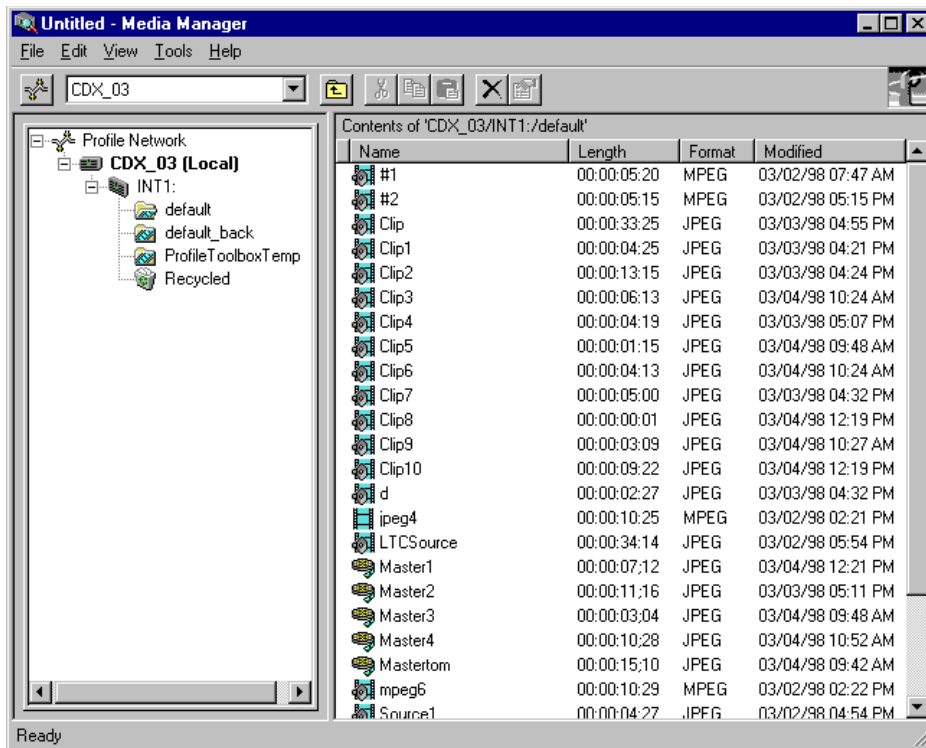 Untitled - Media Manager
File Edit View Tools Help
CDX_03
Profile Network
CDX_03 (Local)
INT1:
default
default_back
ProfileToolboxTemp
Recycled
Contents of 'CDX_03/INT1:/default'
Name Length Format Modified
#1 00:00:05:20 MPEG 03/02/98 07:47 AM
#2 00:00:05:15 MPEG 03/02/98 05:15 PM
Clip 00:00:33:25 JPEG 03/03/98 04:55 PM
Clip1 00:00:04:25 JPEG 03/03/98 04:21 PM
Clip2 00:00:13:15 JPEG 03/03/98 04:24 PM
Clip3 00:00:06:13 JPEG 03/04/98 10:24 AM
Clip4 00:00:04:19 JPEG 03/03/98 05:07 PM
Clip5 00:00:01:15 JPEG 03/04/98 09:48 AM
Clip6 00:00:04:13 JPEG 03/04/98 10:24 AM
Clip7 00:00:05:00 JPEG 03/03/98 04:32 PM
Clip8 00:00:00:01 JPEG 03/04/98 12:19 PM
Clip9 00:00:03:09 JPEG 03/04/98 10:27 AM
Clip10 00:00:09:22 JPEG 03/04/98 12:19 PM
d 00:00:02:27 JPEG 03/03/98 04:32 PM
jpeg4 00:00:10:25 MPEG 03/02/98 02:21 PM
LTCSource 00:00:34:14 JPEG 03/02/98 05:54 PM
Master1 00:00:07;12 JPEG 03/04/98 12:21 PM
Master2 00:00:11;16 JPEG 03/03/98 05:11 PM
Master3 00:00:03;04 JPEG 03/04/98 09:48 AM
Master4 00:00:10;28 JPEG 03/04/98 10:52 AM
Mastertom 00:00:15;10 JPEG 03/04/98 09:42 AM
mpeg6 00:00:10:29 MPEG 03/02/98 02:22 PM
Source1 00:00:04:27 JPEG 03/02/98 04:54 PM
Ready